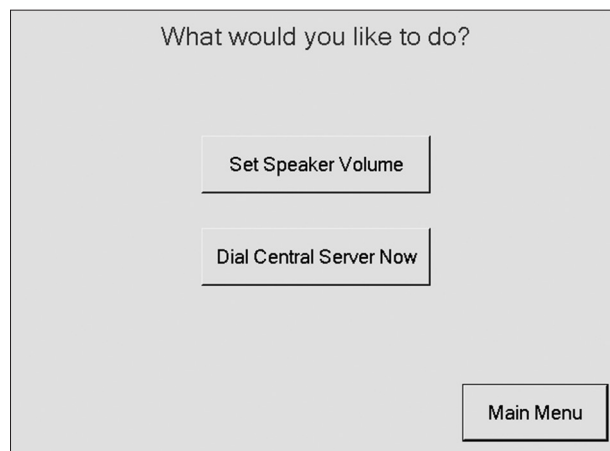 What would you like to do?
Set Speaker Volume
Dial Central Server Now
Main Menu